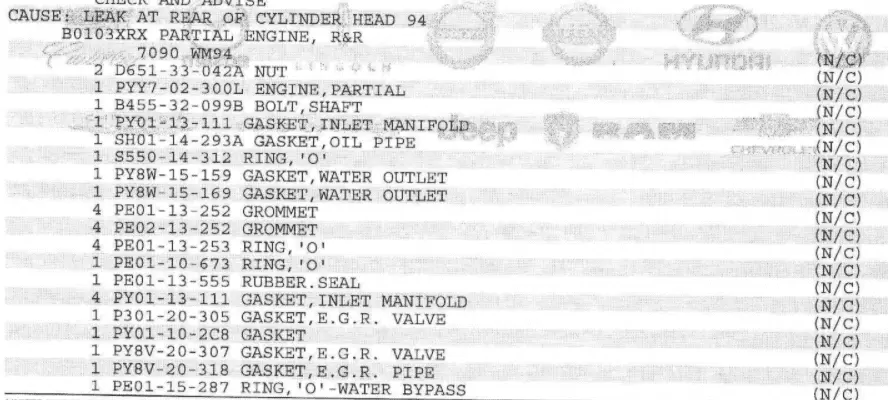 CHECK AND ADVISE
CAUSE: LEAK AT REAR OF CYLINDER HEAD 94
B0103XRX PARTIAL ENGINE, R&R
7090 WM94 (N/C)
2 D651-33-042A NUT (N/C)
1 PYY7-02-300L ENGINE,PARTIAL (N/C)
1 B455-32-099B BOLT,SHAFT (N/C)
1 PY01-13-111 GASKET,INLET MANIFOLD (N/C)
1 SH01-14-293A GASKET,OIL PIPE (N/C)
1 S550-14-312 RING,'O' (N/C)
1 PY8W-15-159 GASKET,WATER OUTLET (N/C)
1 PY8W-15-169 GASKET,WATER OUTLET (N/C)
4 PE01-13-252 GROMMET (N/C)
4 PE02-13-252 GROMMET (N/C)
4 PE01-13-253 RING,'O' (N/C)
1 PE01-10-673 RING,'O' (N/C)
1 PE01-13-555 RUBBER.SEAL (N/C)
4 PY01-13-111 GASKET,INLET MANIFOLD (N/C)
1 P301-20-305 GASKET,E.G.R. VALVE (N/C)
1 PY01-10-2C8 GASKET (N/C)
1 PY8V-20-307 GASKET,E.G.R. VALVE (N/C)
1 PY8V-20-318 GASKET,E.G.R. PIPE (N/C)
1 PE01-15-287 RING,'O'-WATER BYPASS (N/C)
LINCOLN
HYUNDAI
Jeep
RAM
CHEVROLET